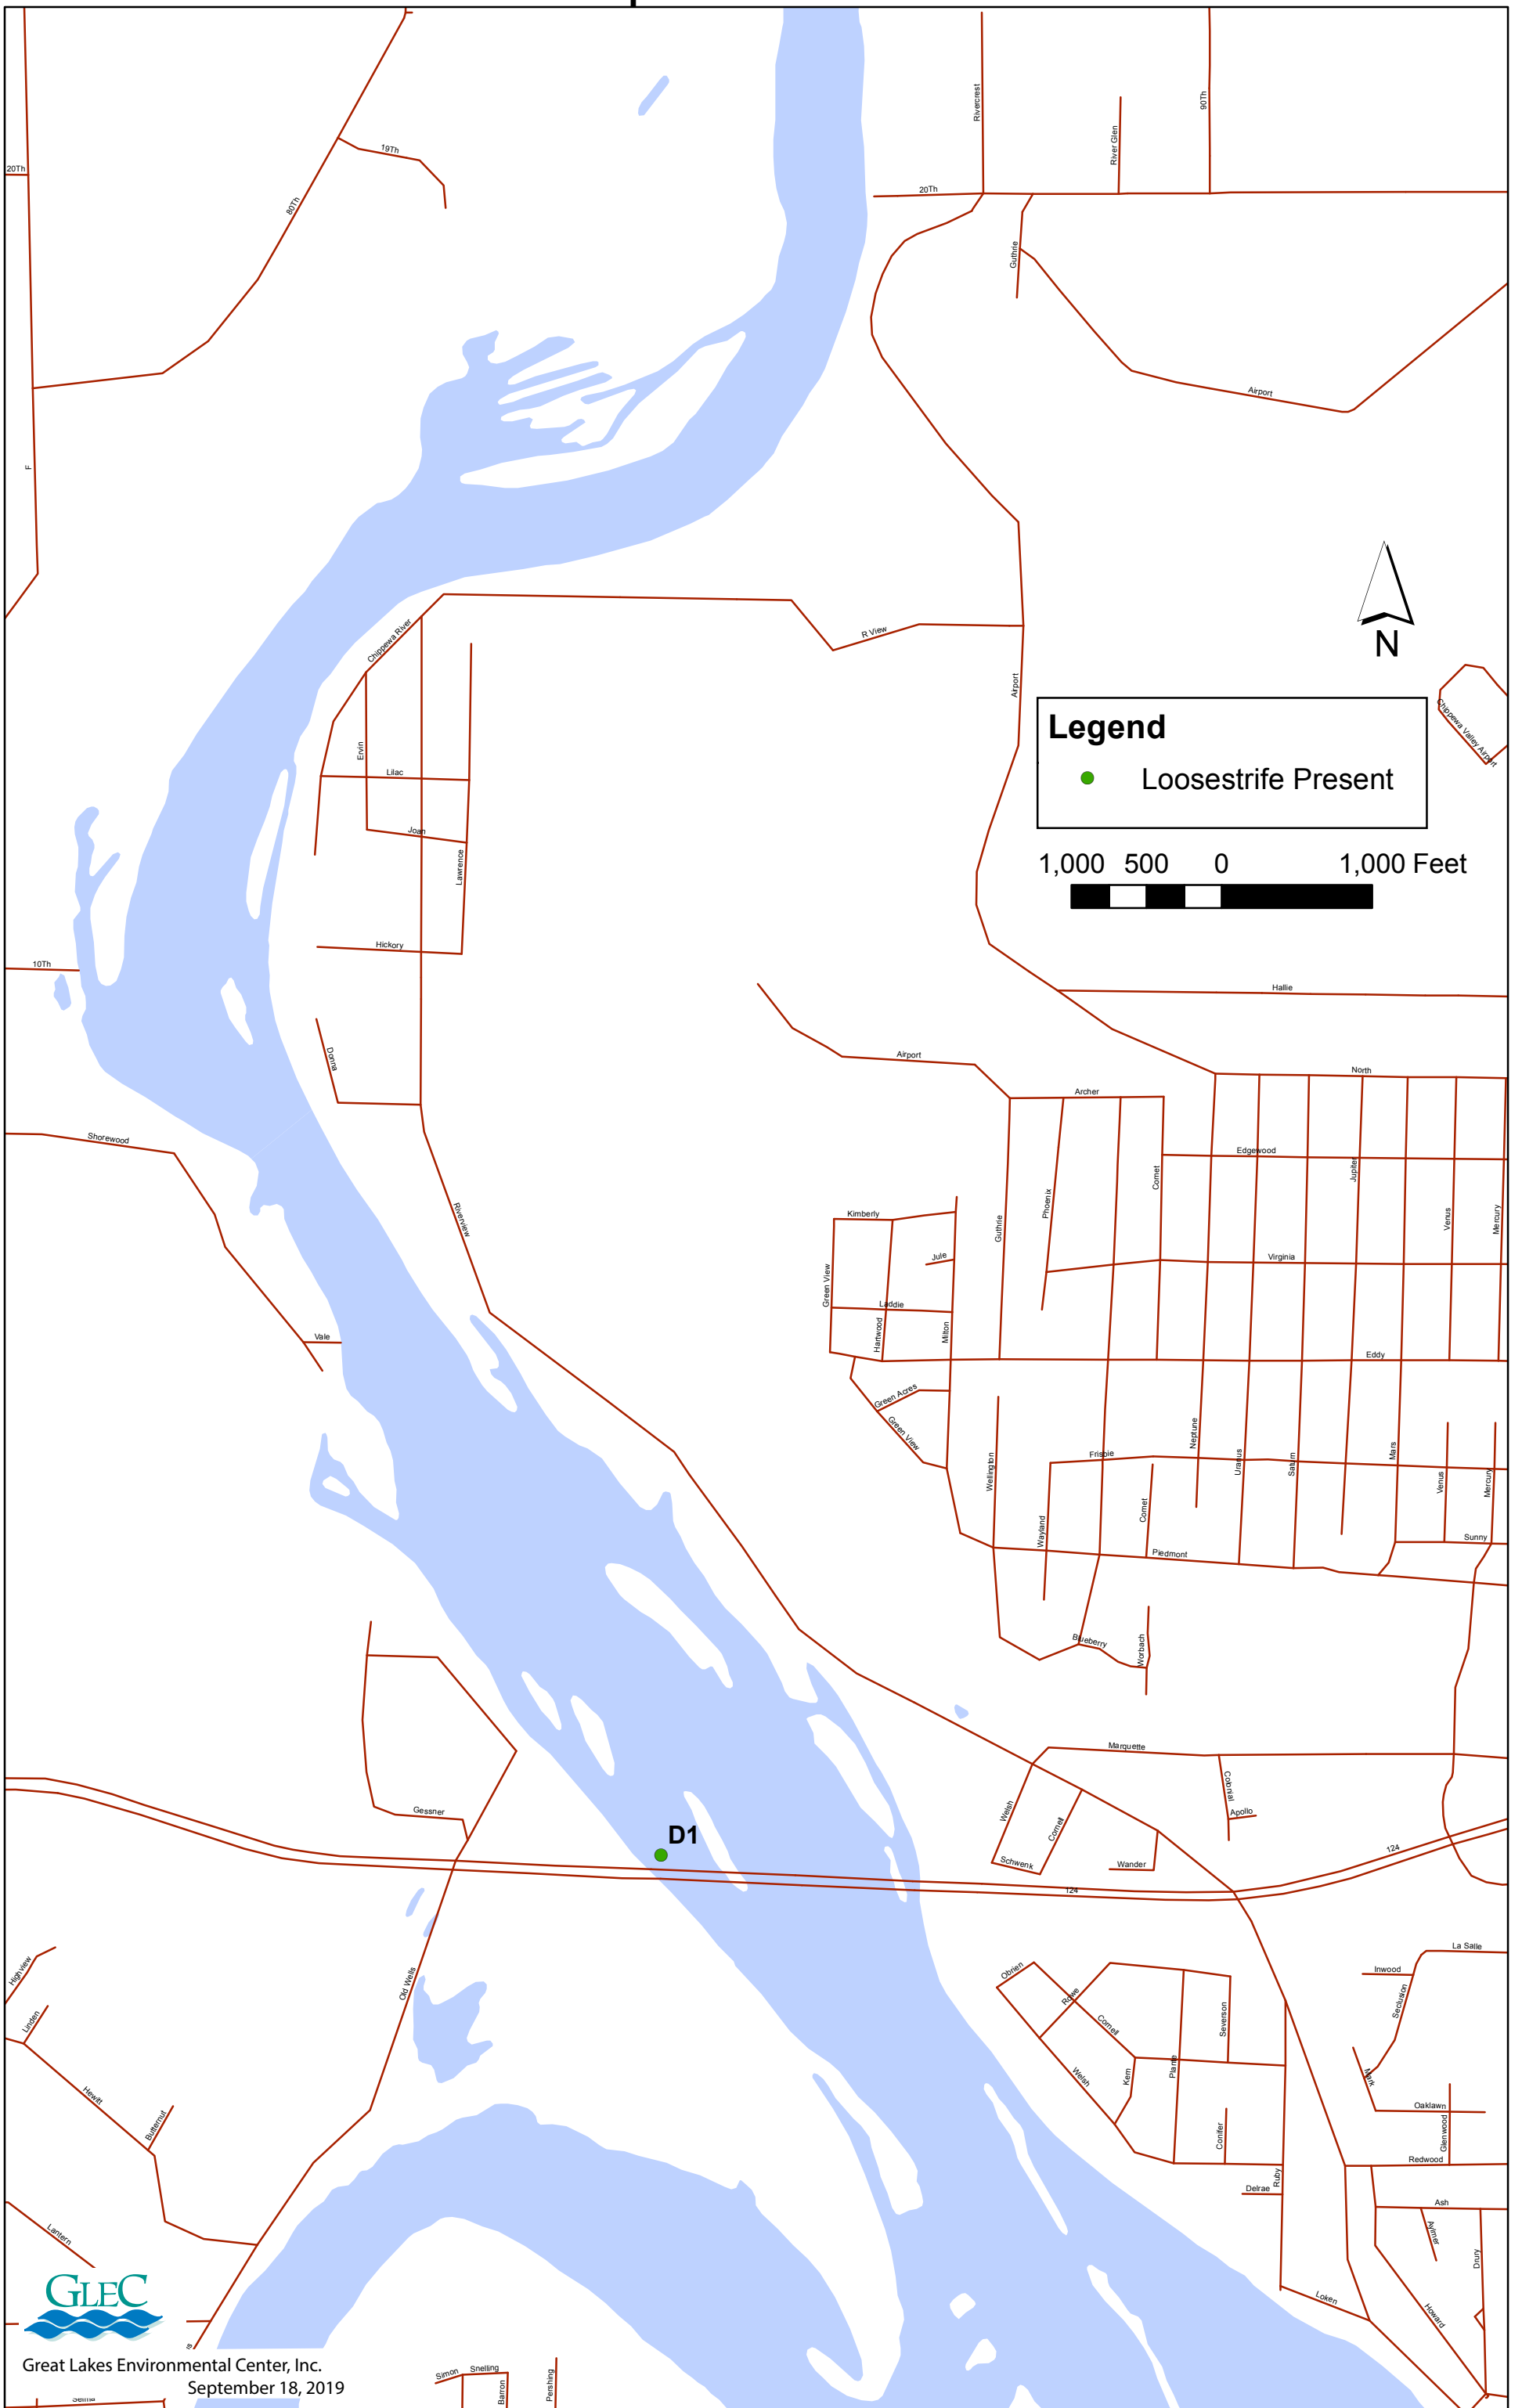 Rivercrest
River Glen
90Th
19Th
20Th
80Th
20Th
Guthrie
Airport
F
N
R View
Chippewa River
Airport
Legend
Loosestrife Present
Chippewa Valley Airport
Ervin
Lilac
Joan
Lawrence
1,000 500 0 1,000 Feet
Hickory
10Th
Hallie
Donna
Airport
North
Archer
Shorewood
Edgewood
Jupiter
Comet
Phoenix
Riverview
Kimberly
Guthrie
Venus
Mercury
Jule
Virginia
Green View
Laddie
Hartwood
Milton
Vale
Eddy
Green Acres
Green View
Neptune
Frisbie
Uranus
Saturn
Mars
Wellington
Venus
Mercury
Comet
Wayland
Sunny
Piedmont
Blueberry
Worbach
Marquette
Colonial
Apollo
Welsh
Cornell
Gessner
D1
Schwenk
Wander
124
124
La Salle
Highview
Obrien
Inwood
Rowe
Seclusion
Old Wells
Linden
Cornell
Severson
Welsh
Kern
Plante
Mark
Hewitt
Butternut
Oaklawn
Glenwood
Conifer
Redwood
Ruby
Delrae
Ash
Lantern
Aylmer
Drury
GLEC
Loken
Howard
Great Lakes Environmental Center, Inc.
September 18, 2019
Simon
Snelling
Barron
Pershing
Selma